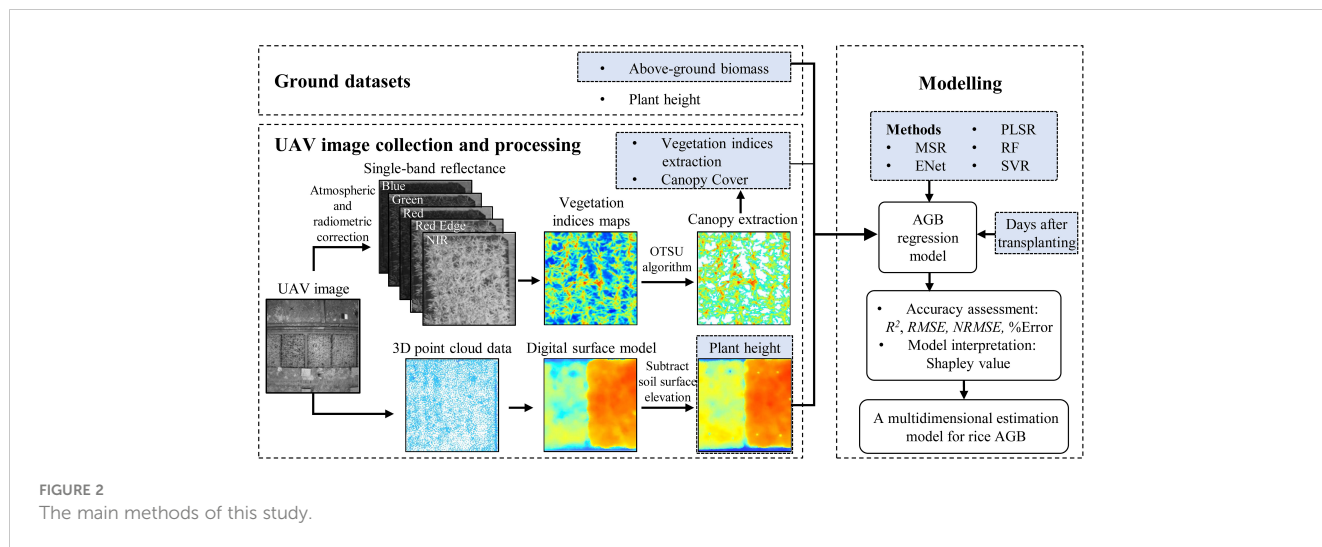 Ground datasets
• Above-ground biomass
• Plant height
UAV image collection and processing
• Vegetation indices
extraction
• Canopy Cover
Single-band reflectance
Atmospheric
and
radiometric
correction
Blue
Green
Red
Red Edge
NIR
Vegetation
indices maps
OTSU
algorithm
Canopy extraction
UAV image
3D point cloud data
Digital surface model
Subtract
soil surface
elevation
Plant height
Modelling
Methods
• MSR
• ENet
• PLSR
• RF
• SVR
AGB
regression
model
Days after
transplanting
• Accuracy assessment:
R², RMSE, NRMSE, %Error
• Model interpretation:
Shapley value
A multidimensional estimation
model for rice AGB
FIGURE 2
The main methods of this study.